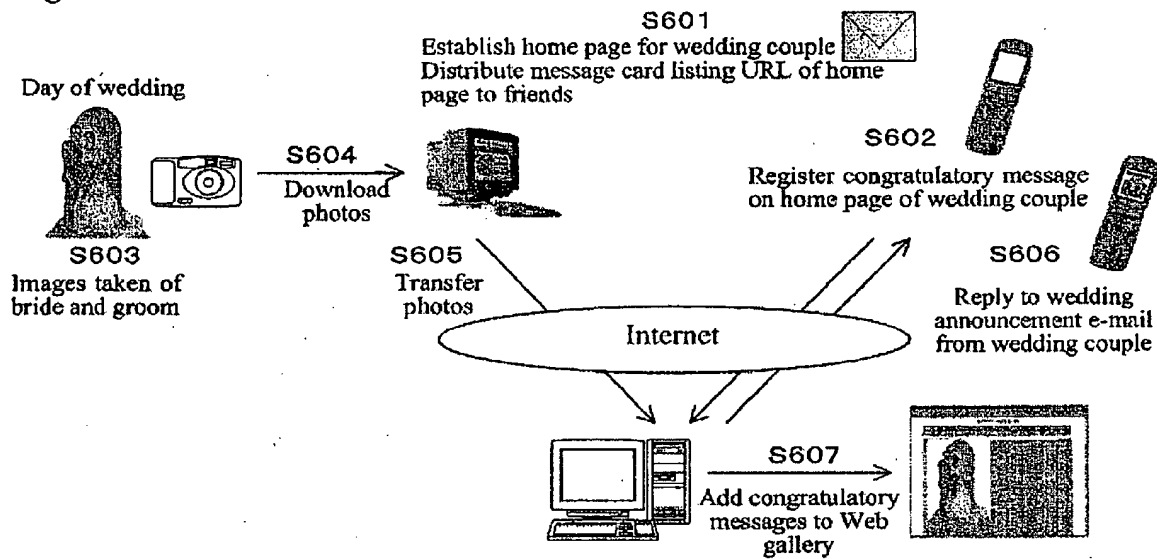 S601
Establish home page for wedding couple
Distribute message card listing URL of home
page to friends
Day of wedding
S602
S604
Download
photos
Register congratulatory message
on home page of wedding couple
S603
Images taken of
bride and groom
S605
Transfer
photos
S606
Reply to wedding
announcement e-mail
from wedding couple
Internet
S607
Add congratulatory
messages to Web
gallery